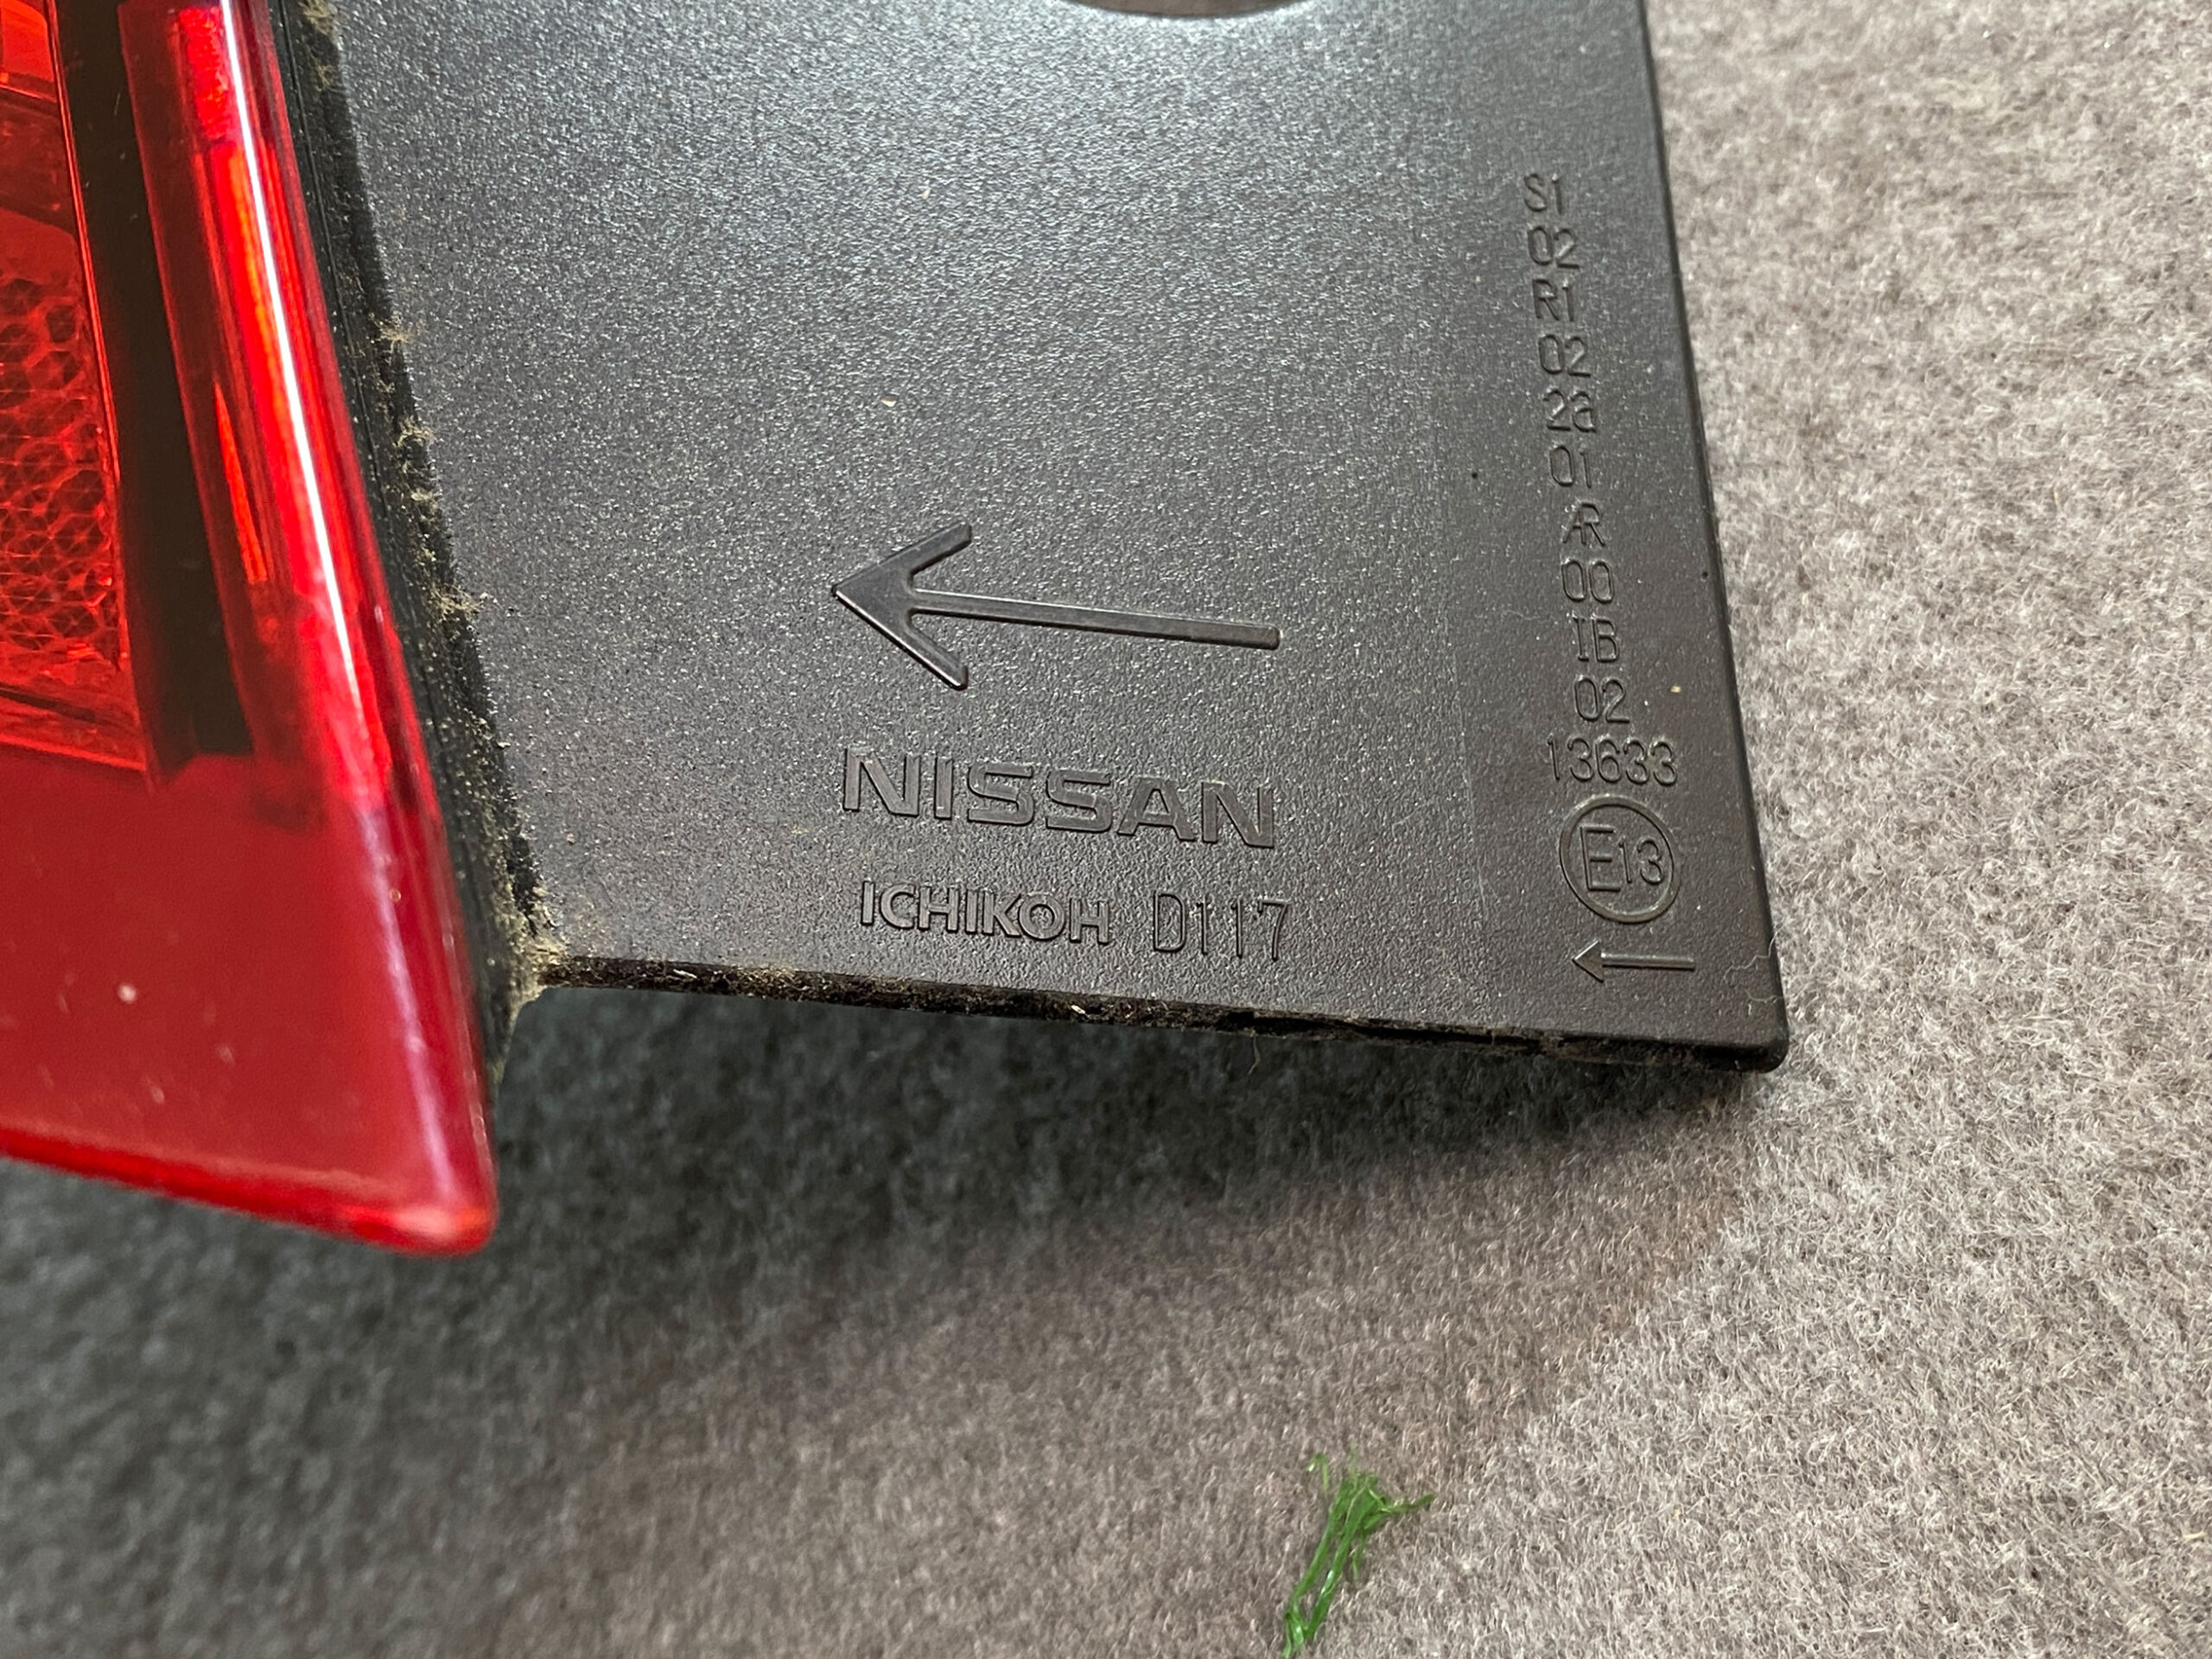 NISSAN
ICHIKOH D117
S1
02
R1
02
2a
01
AR
00
IB
02
13633
E13